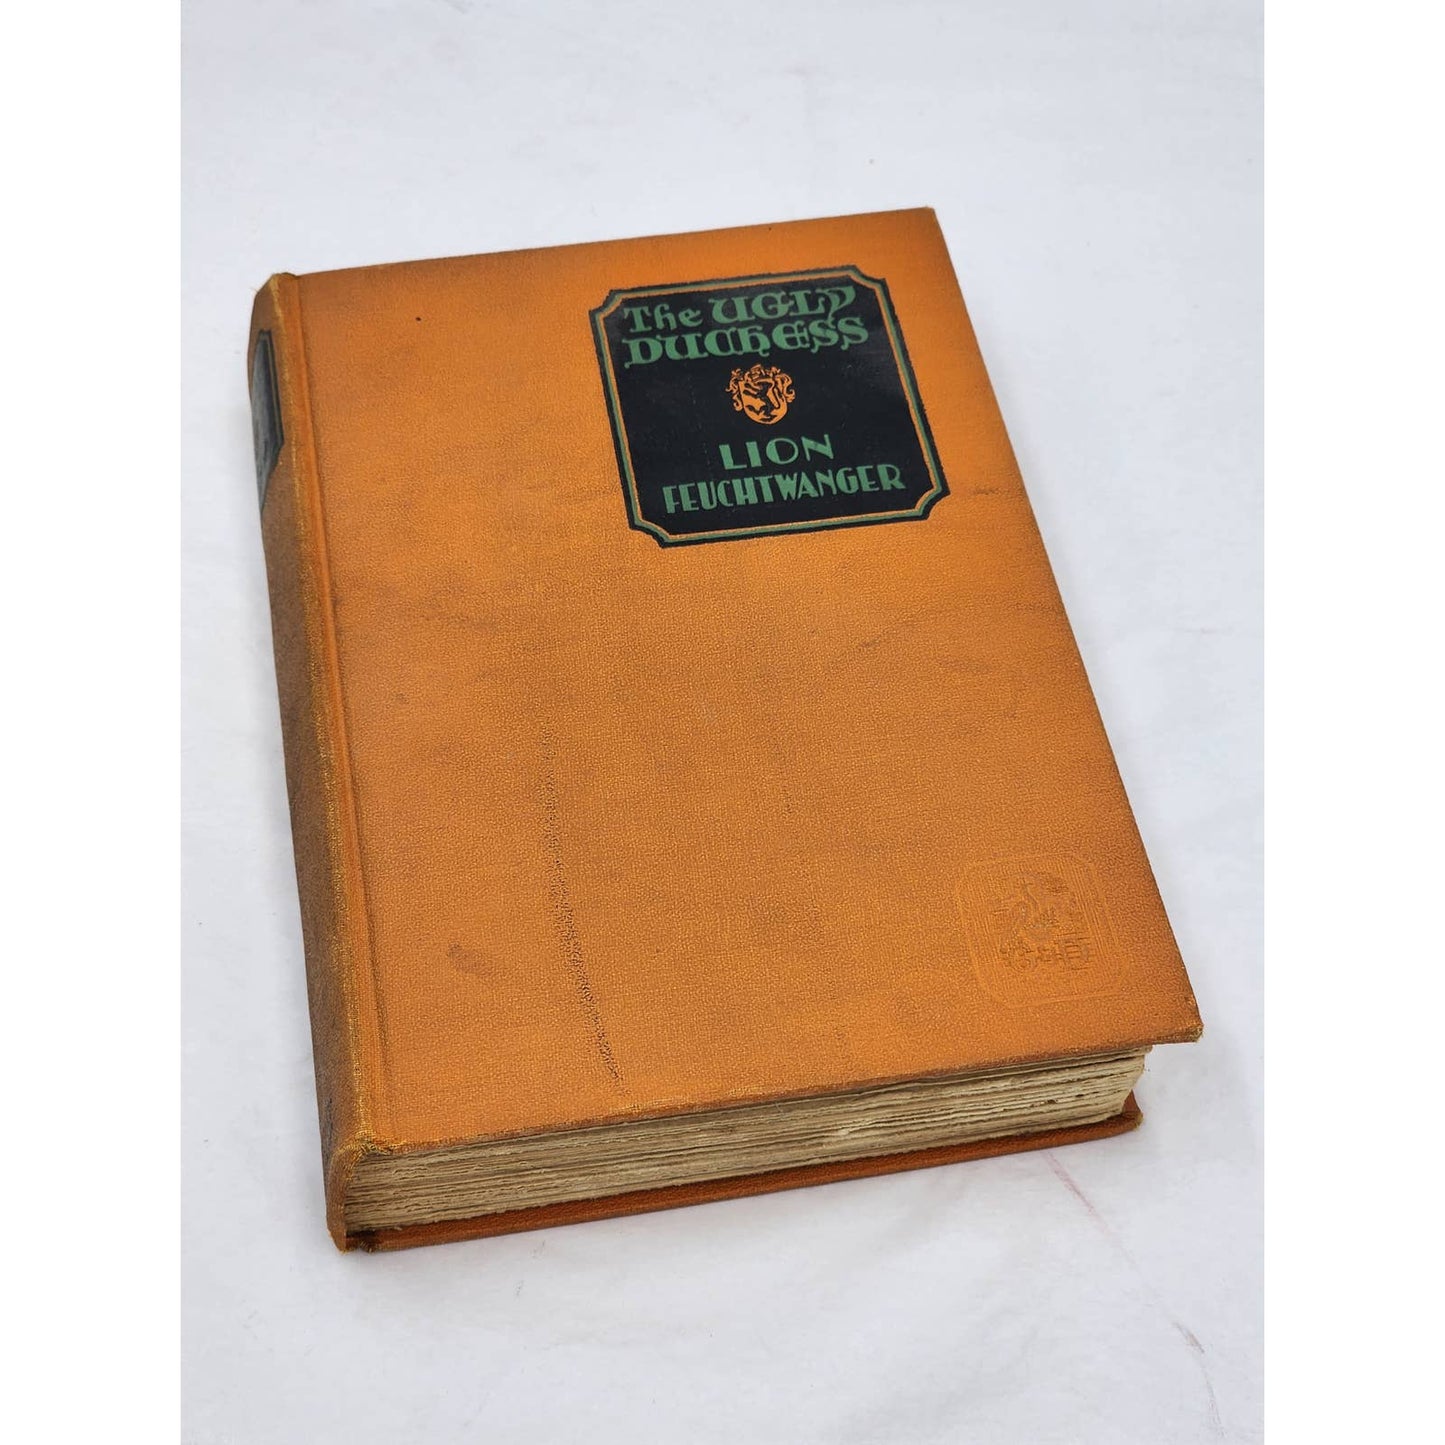 The UGLY
DUCHESS
LION
FEUCHTWANGER